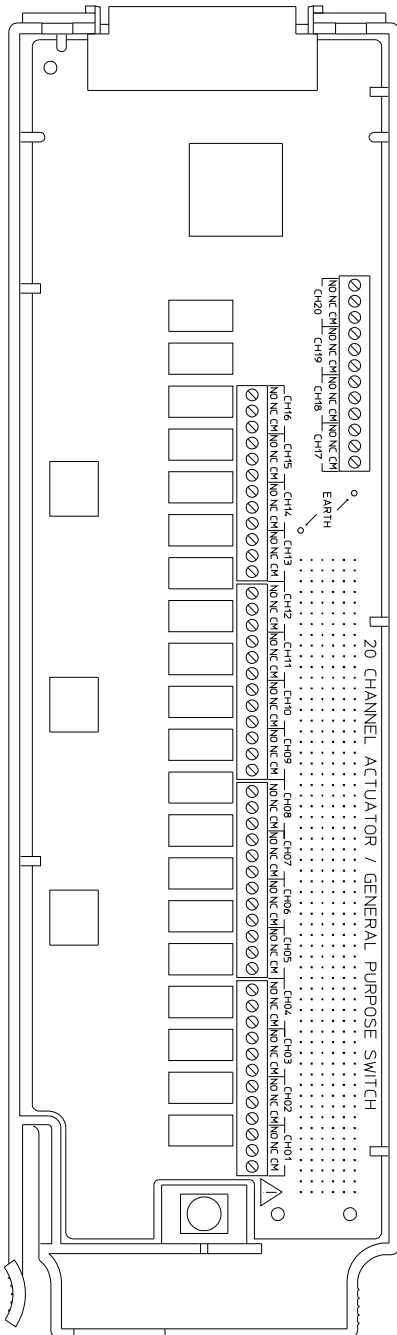 NO NC CM NO NC CM NO NC CM NO NC CM
CH20 CH19 CH18 CH17
EARTH
20 CHANNEL ACTUATOR / GENERAL PURPOSE SWITCH
CH16 CH15 CH14 CH13
NO NC CM NO NC CM NO NC CM NO NC CM
CH12 CH11 CH10 CH09
NO NC CM NO NC CM NO NC CM NO NC CM
CH08 CH07 CH06 CH05
NO NC CM NO NC CM NO NC CM NO NC CM
CH04 CH03 CH02 CH01
NO NC CM NO NC CM NO NC CM NO NC CM
!